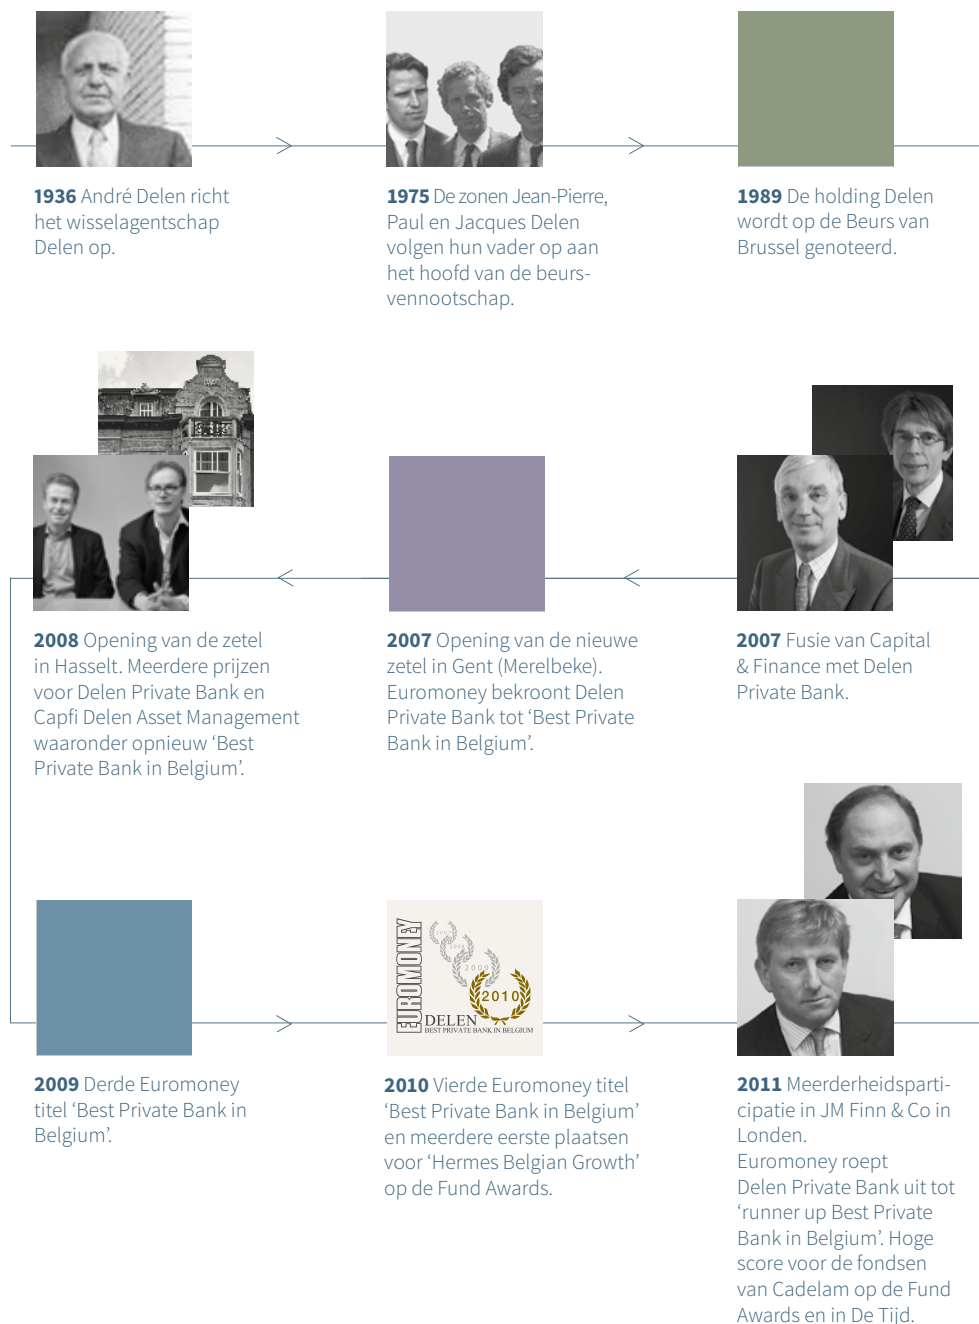 1936 André Delen richt
het wisselagentschap
Delen op.
1975 De zonen Jean-Pierre,
Paul en Jacques Delen
volgen hun vader op aan
het hoofd van de beurs-
vennootschap.
1989 De holding Delen
wordt op de Beurs van
Brussel genoteerd.
2008 Opening van de zetel
in Hasselt. Meerdere prijzen
voor Delen Private Bank en
Capfi Delen Asset Management
waaronder opnieuw ‘Best
Private Bank in Belgium’.
2007 Opening van de nieuwe
zetel in Gent (Merelbeke).
Euromoney bekroont Delen
Private Bank tot ‘Best Private
Bank in Belgium’.
2007 Fusie van Capital
& Finance met Delen
Private Bank.
2009 Derde Euromoney
titel ‘Best Private Bank in
Belgium’.
EUROMONEY
2007
2008
2009
2010
DELEN
BEST PRIVATE BANK IN BELGIUM
2010 Vierde Euromoney titel
‘Best Private Bank in Belgium’
en meerdere eerste plaatsen
voor ‘Hermes Belgian Growth’
op de Fund Awards.
2011 Meerderheidsparti-
cipatie in JM Finn & Co in
Londen.
Euromoney roept
Delen Private Bank uit tot
‘runner up Best Private
Bank in Belgium’. Hoge
score voor de fondsen
van Cadelam op de Fund
Awards en in De Tijd.